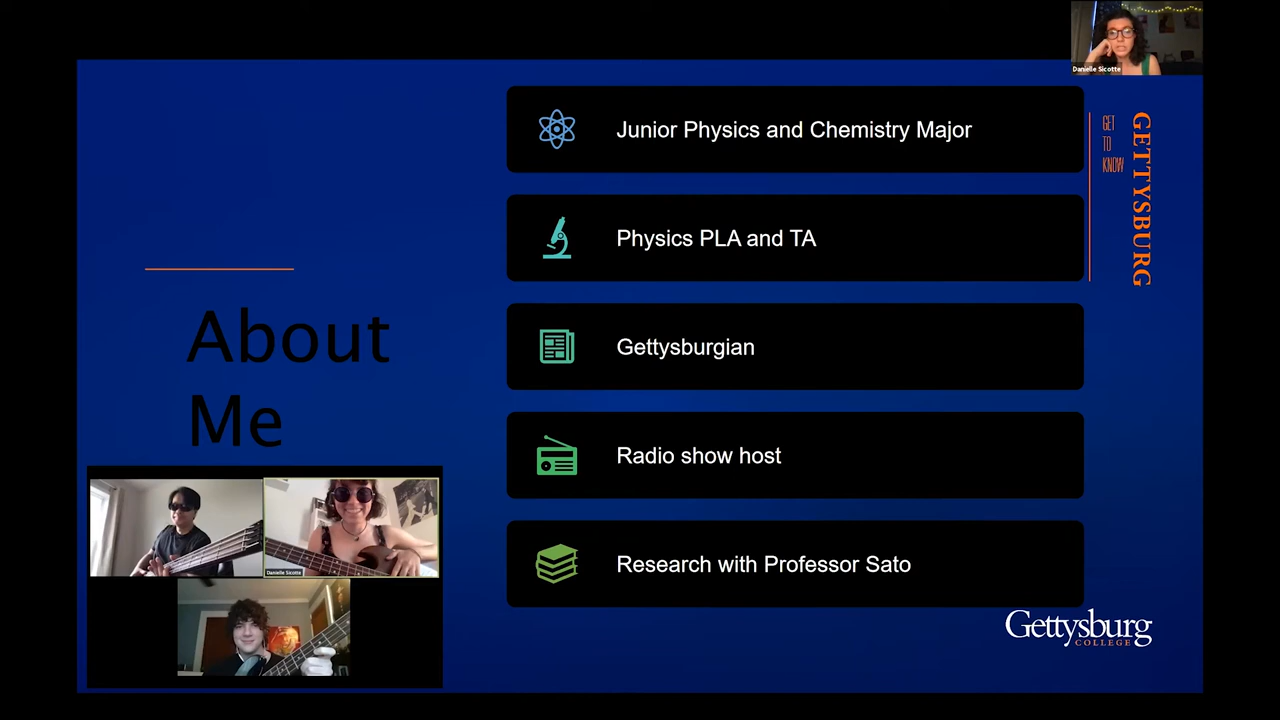 Danielle Sicotte
Junior Physics and Chemistry Major
Physics PLA and TA
Gettysburgian
Radio show host
Research with Professor Sato
GET
TO
KNOW
GETTYSBURG
About
Me
Danielle Sicotte
Gettysburg
COLLEGE